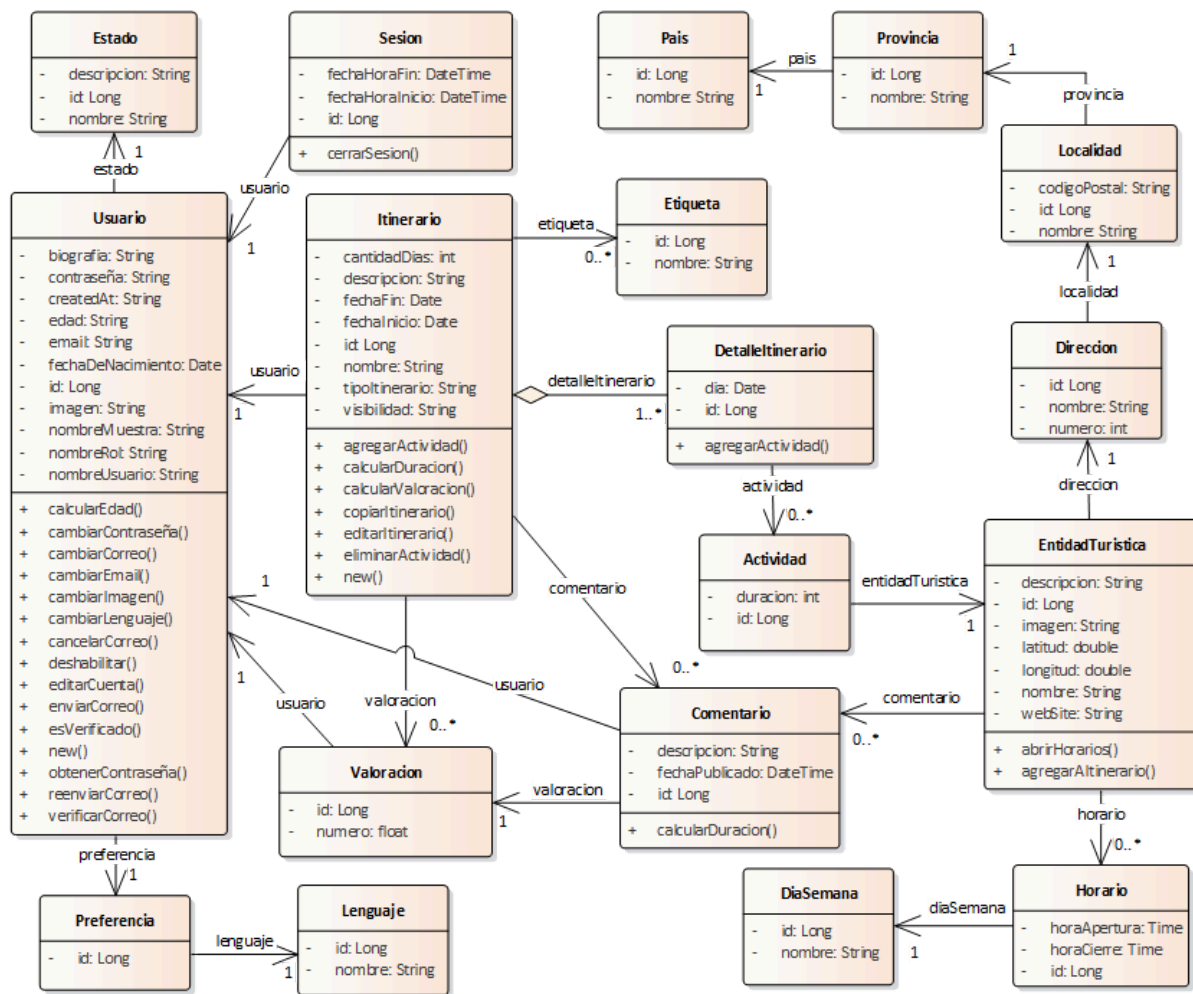 Estado
- descripcion: String
- id: Long
- nombre: String
1
estado
Sesion
- fechaHoraFin: DateTime
- fechaHoraInicio: DateTime
- id: Long
+ cerrarSesion()
usuario
1
Pais
- id: Long
- nombre: String
pais
1
Provincia
- id: Long
- nombre: String
1
provincia
Localidad
- codigoPostal: String
- id: Long
- nombre: String
1
localidad
Usuario
- biografia: String
- contraseña: String
- createdAt: String
- edad: String
- email: String
- fechaDeNacimiento: Date
- id: Long
- imagen: String
- nombreMuestra: String
- nombreRol: String
- nombreUsuario: String
+ calcularEdad()
+ cambiarContraseña()
+ cambiarCorreo()
+ cambiarEmail()
+ cambiarImagen()
+ cambiarLenguaje()
+ cancelarCorreo()
+ deshabilitar()
+ editarCuenta()
+ enviarCorreo()
+ esVerificado()
+ new()
+ obtenerContraseña()
+ reenviarCorreo()
+ verificarCorreo()
usuario
1
Itinerario
- cantidadDias: int
- descripcion: String
- fechaFin: Date
- fechaInicio: Date
- id: Long
- nombre: String
- tipoItinerario: String
- visibilidad: String
+ agregarActividad()
+ calcularDuracion()
+ calcularValoracion()
+ copiarItinerario()
+ editarItinerario()
+ eliminarActividad()
+ new()
etiqueta
0..*
Etiqueta
- id: Long
- nombre: String
detalleItinerario
1..*
DetalleItinerario
- dia: Date
- id: Long
+ agregarActividad()
actividad
0..*
Direccion
- id: Long
- nombre: String
- numero: int
1
direccion
Actividad
- duracion: int
- id: Long
entidadTuristica
1
EntidadTuristica
- descripcion: String
- id: Long
- imagen: String
- latitud: double
- longitud: double
- nombre: String
- webSite: String
+ abrirHorarios()
+ agregarAItinerario()
comentario
0..*
1
usuario
1
usuario
valoracion
0..*
comentario
0..*
Comentario
- descripcion: String
- fechaPublicado: DateTime
- id: Long
+ calcularDuracion()
valoracion
1
Valoracion
- id: Long
- numero: float
horario
0..*
preferencia
1
Preferencia
- id: Long
lenguaje
1
Lenguaje
- id: Long
- nombre: String
DiaSemana
- id: Long
- nombre: String
diaSemana
1
Horario
- horaApertura: Time
- horaCierre: Time
- id: Long